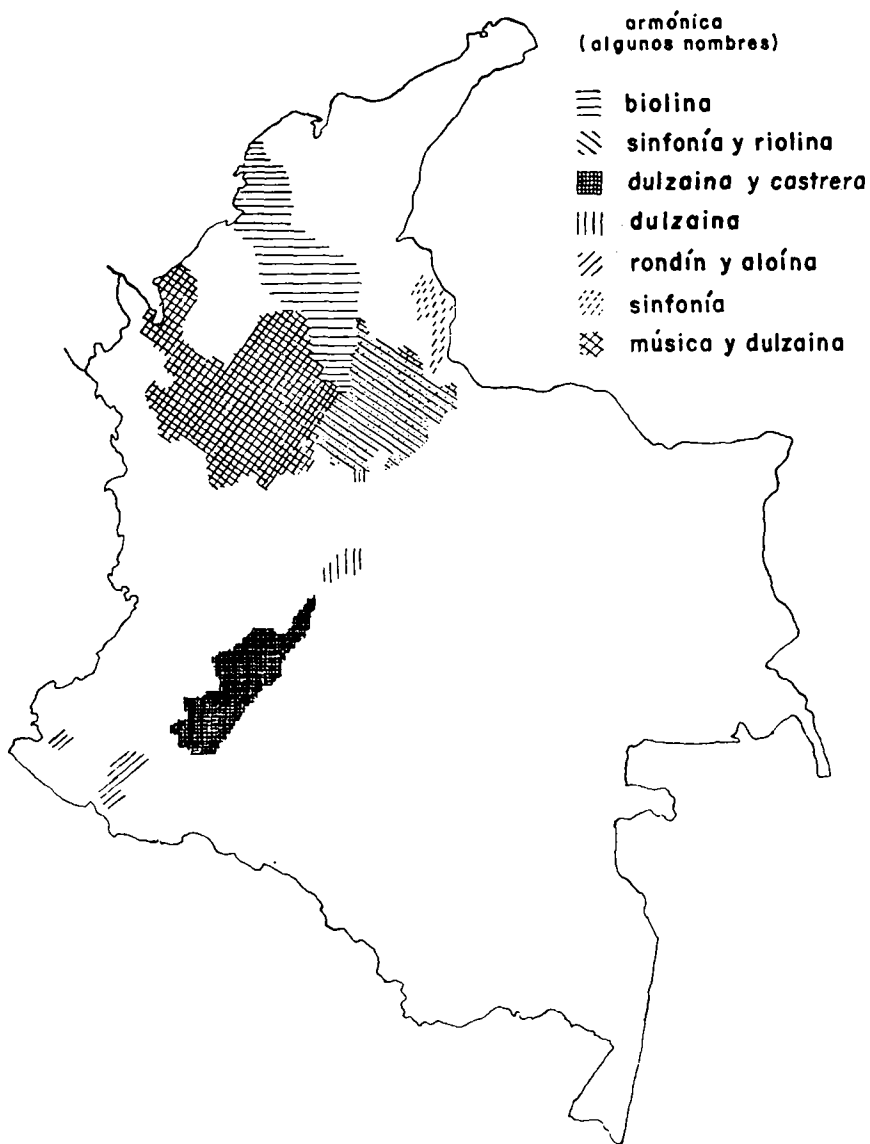 armónica
(algunos nombres)
biolina
sinfonía y riolina
dulzaina y castrera
dulzaina
rondín y aloína
sinfonía
música y dulzaina